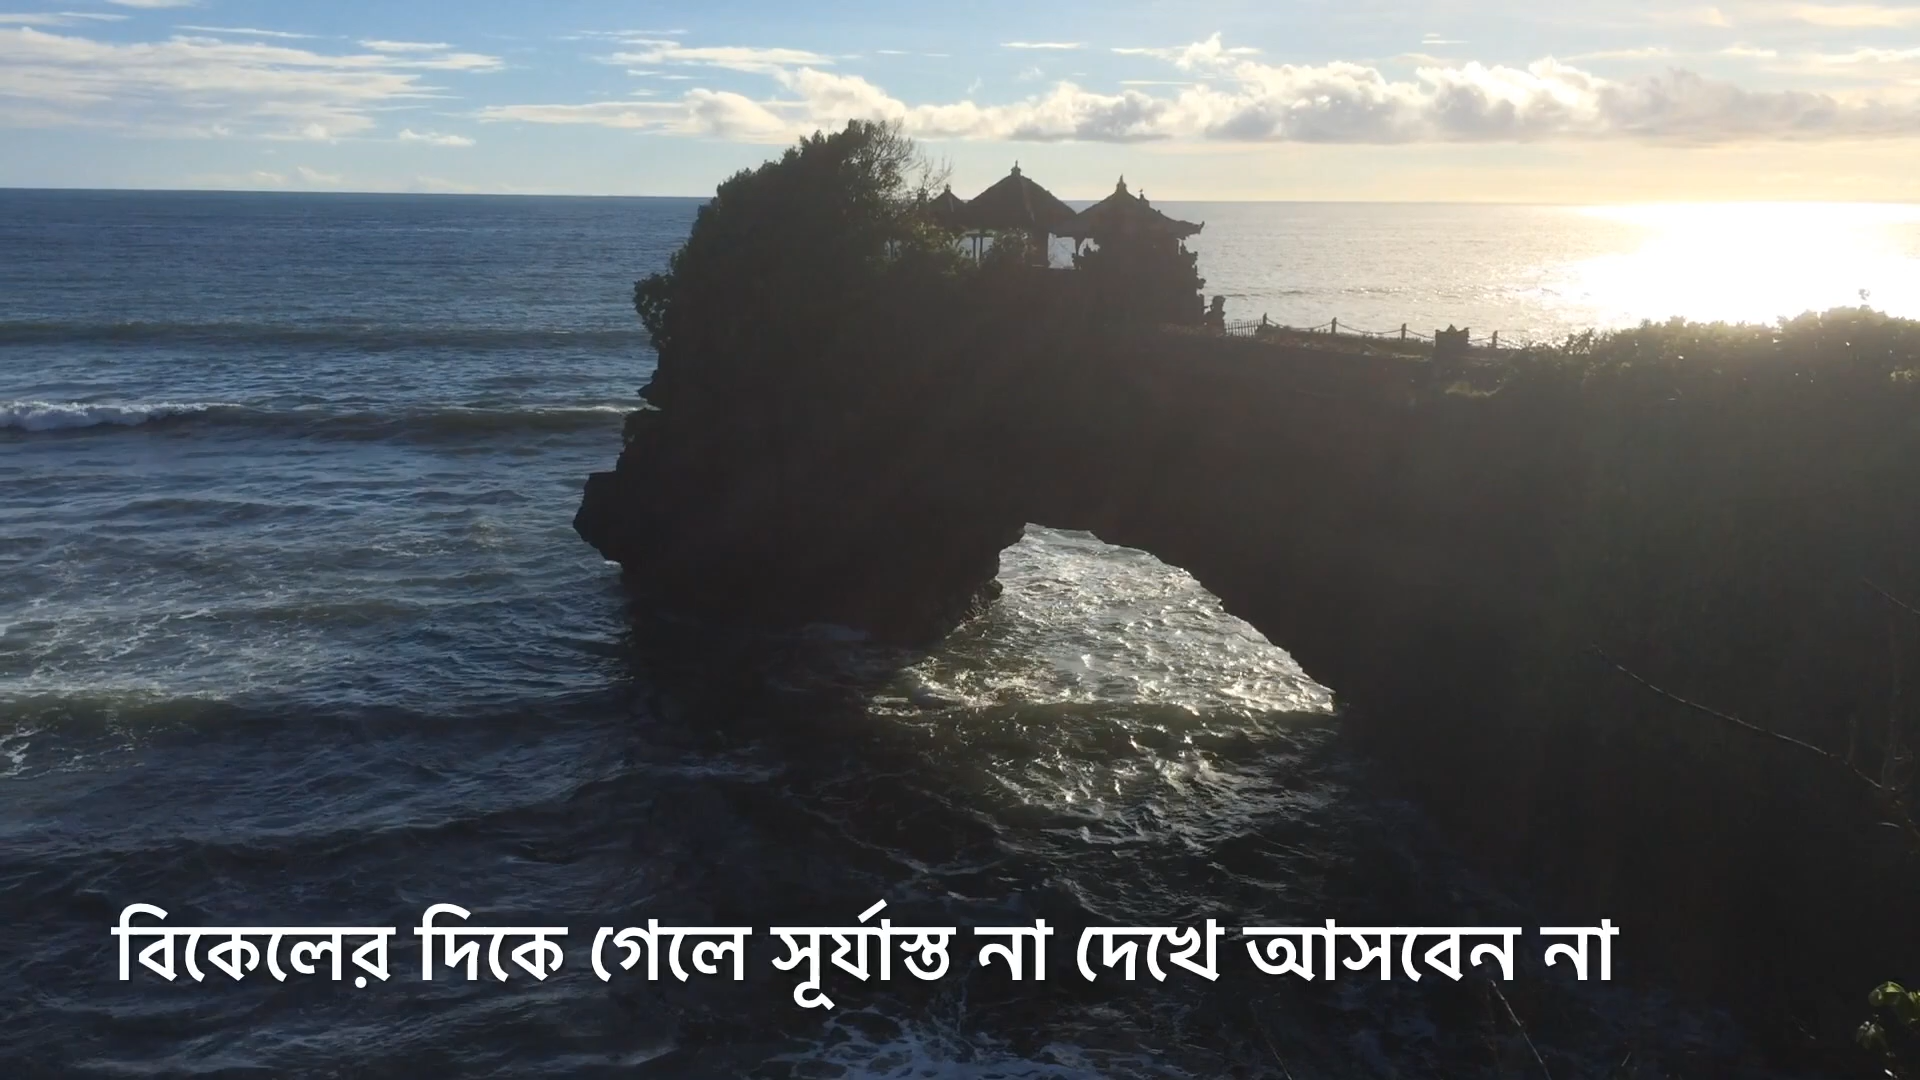 বিকেলের দিকে গেলে সূর্যাস্ত না দেখে আসবেন না